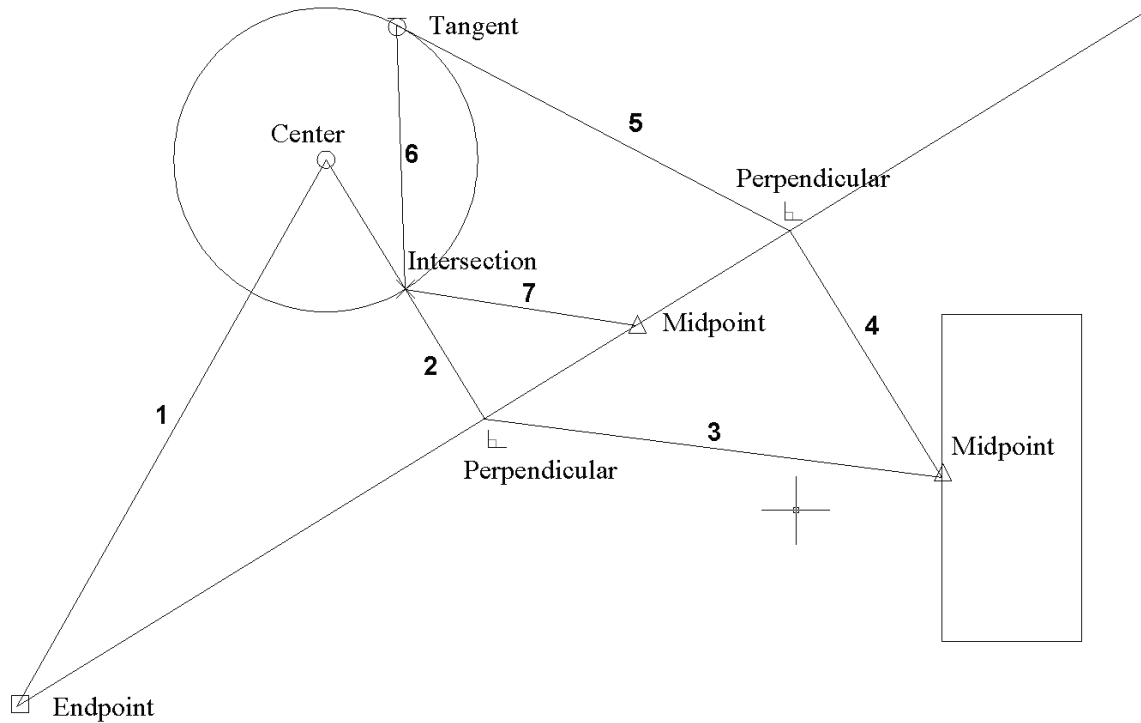 Tangent
5
Center
6
Perpendicular
Intersection
7
Midpoint
4
2
1
3
Midpoint
Perpendicular
Endpoint